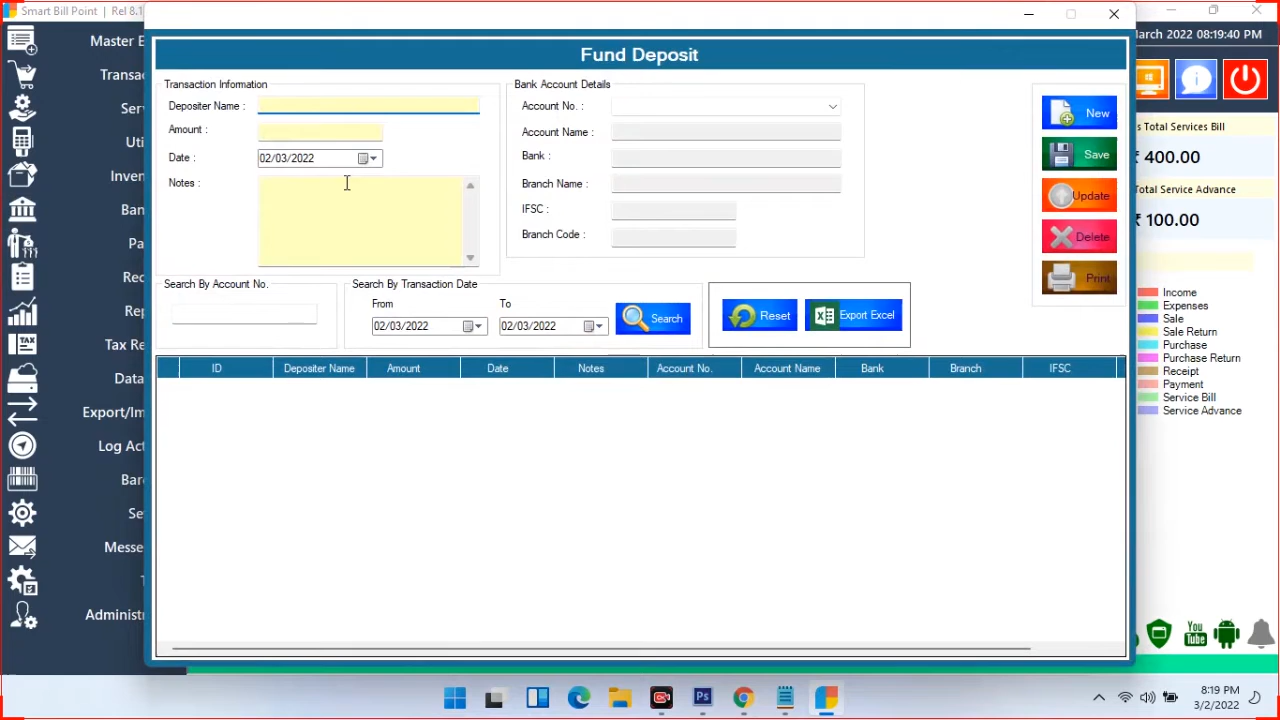 Smart Bill Point | Rel 8.1
March 2022 08:19:40 PM
Fund Deposit
Transaction Information
Depositer Name :
Amount :
Date :
02/03/2022
Notes :
Bank Account Details
Account No. :
Account Name :
Bank :
Branch Name :
IFSC :
Branch Code :
New
Save
Update
Delete
Print
Search By Account No.
Search By Transaction Date
From
To
02/03/2022
02/03/2022
Search
Reset
Export Excel
ID
Depositer Name
Amount
Date
Notes
Account No.
Account Name
Bank
Branch
IFSC
Master E
Transa
Ser
Uti
Inven
Ban
Pa
Rec
Rep
Tax Re
Data
Export/Im
Log Act
Bar
Se
Messe
T
Administ
s Total Services Bill
₹ 400.00
Total Service Advance
₹ 100.00
Income
Expenses
Sale
Sale Return
Purchase
Purchase Return
Receipt
Payment
Service Bill
Service Advance
TAX
You
Tube
Ps
8:19 PM
3/2/2022